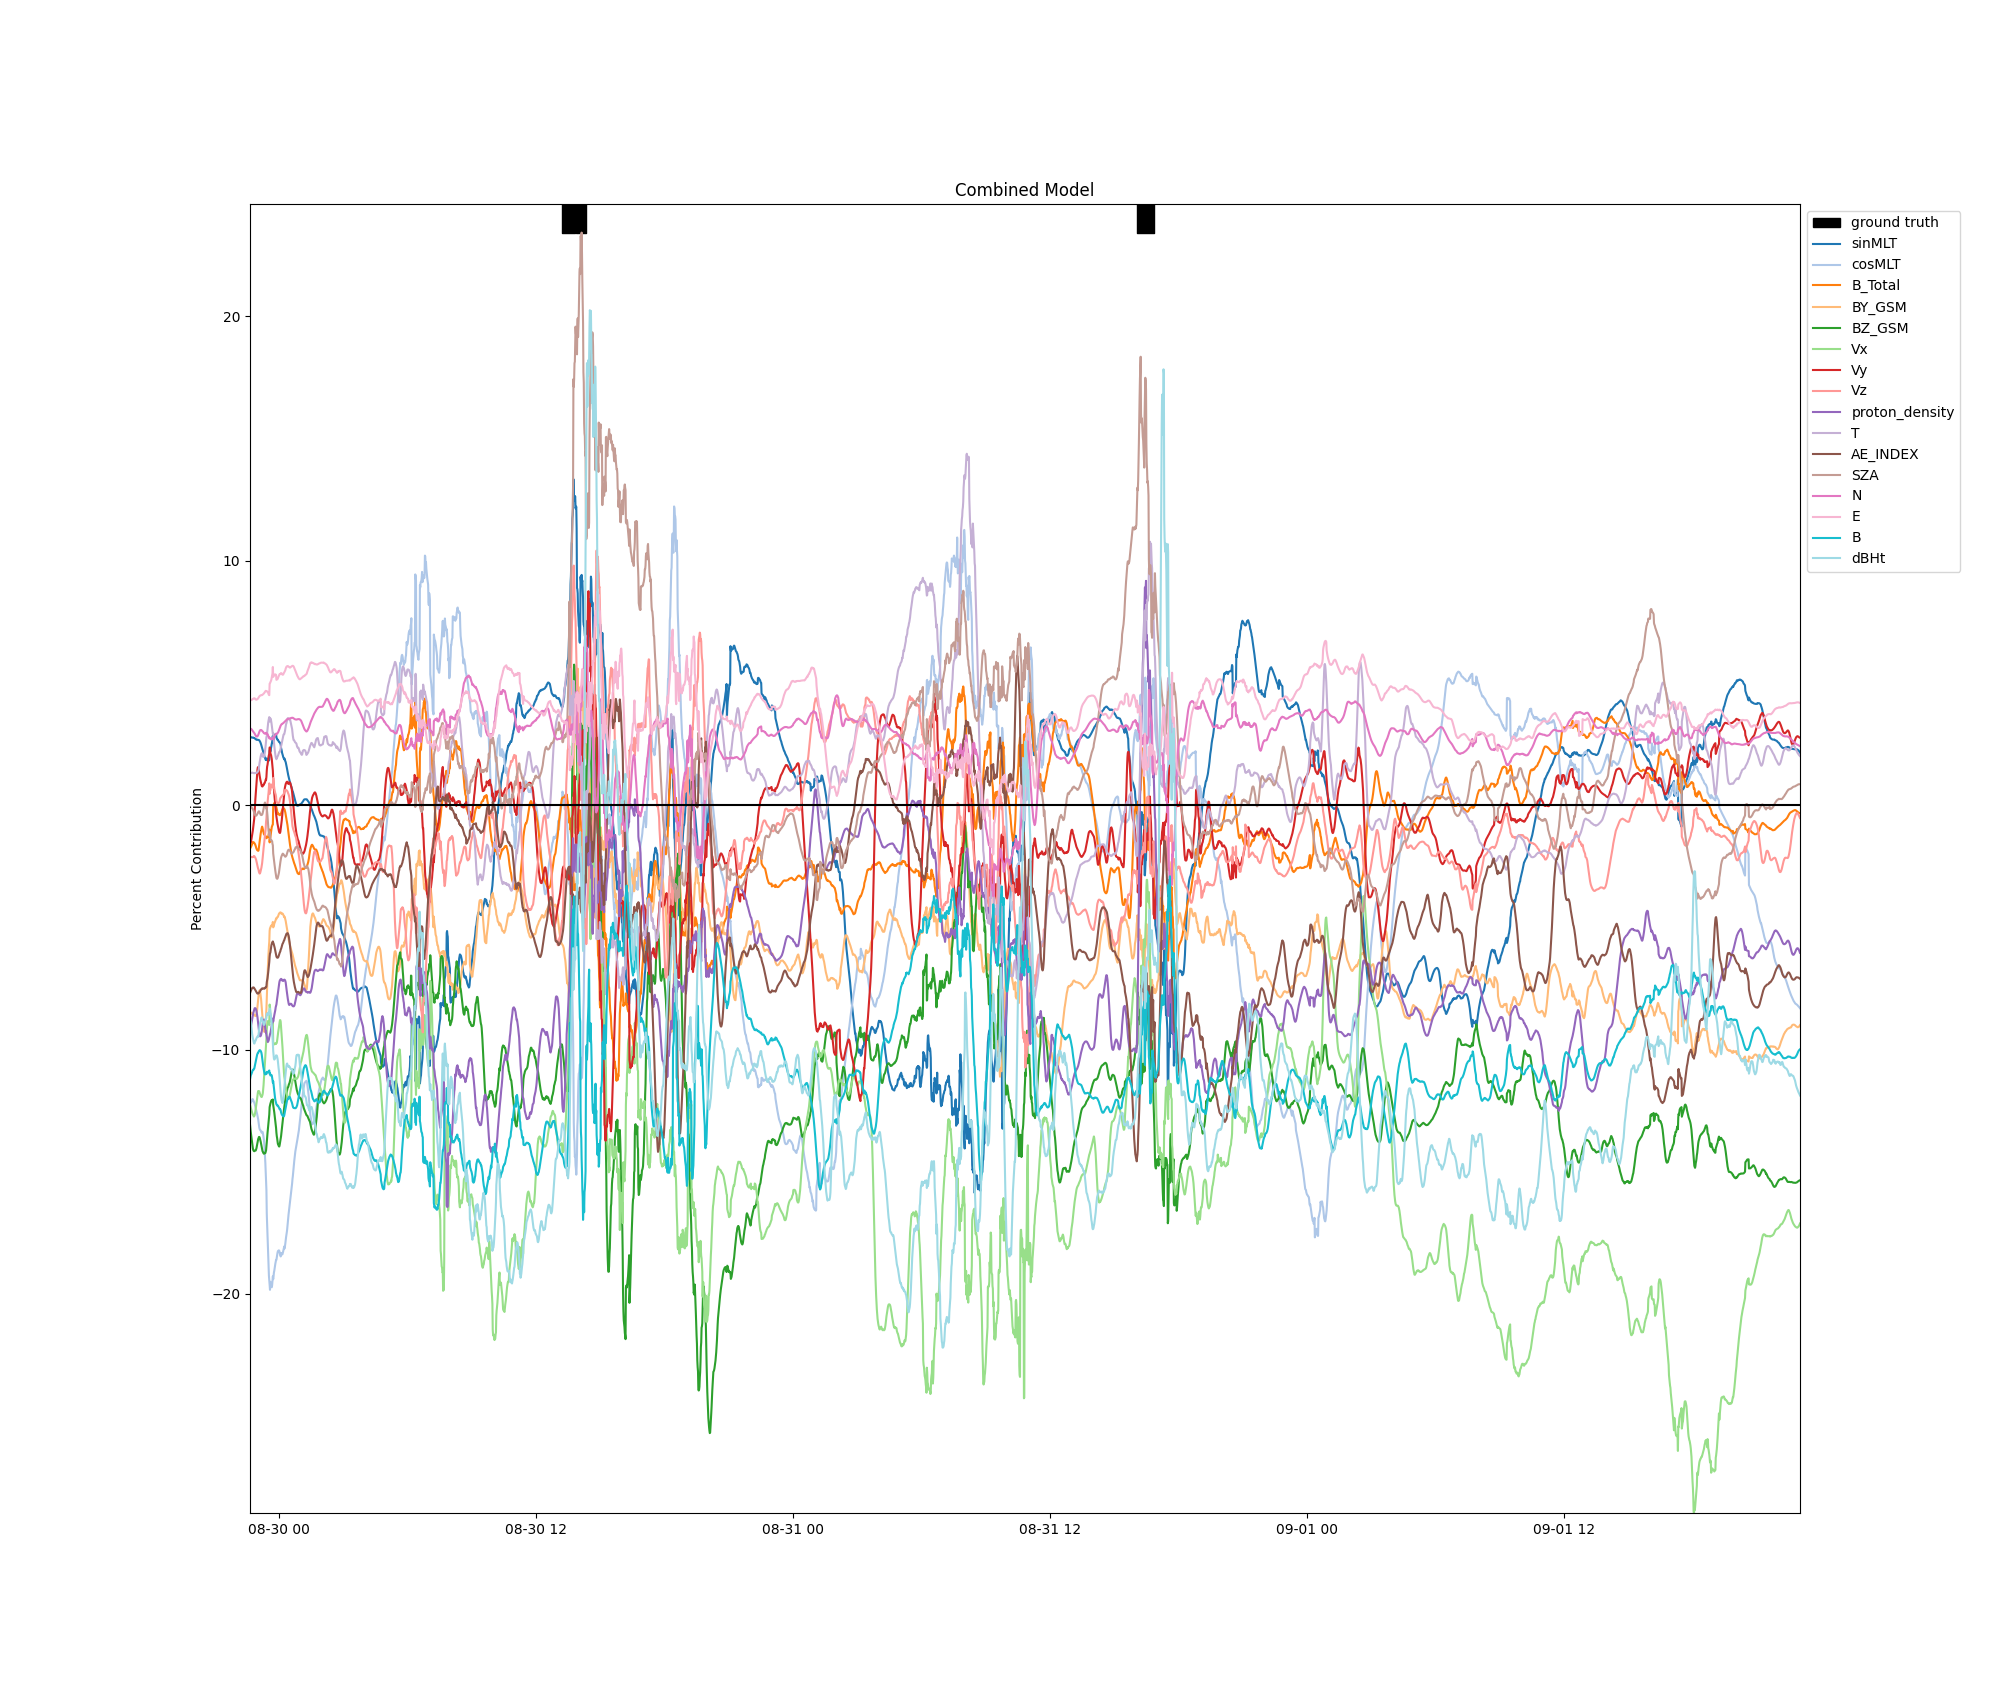 Combined Model
ground truth
sinMLT
cosMLT
B_Total
BY_GSM
BZ_GSM
Vx
Vy
Vz
proton_density
T
AE_INDEX
SZA
N
E
B
dBHt
Percent Contribution
20
10
0
−10
−20
08-30 00
08-30 12
08-31 00
08-31 12
09-01 00
09-01 12